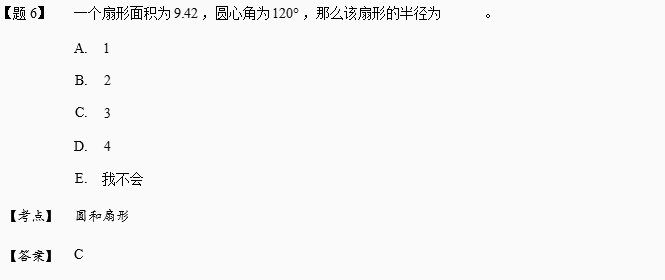 【题 6】 一个扇形面积为 9.42，圆心角为 120°，那么该扇形的半径为 。
A. 1
B. 2
C. 3
D. 4
E. 我不会
【考点】 圆和扇形
【答案】 C